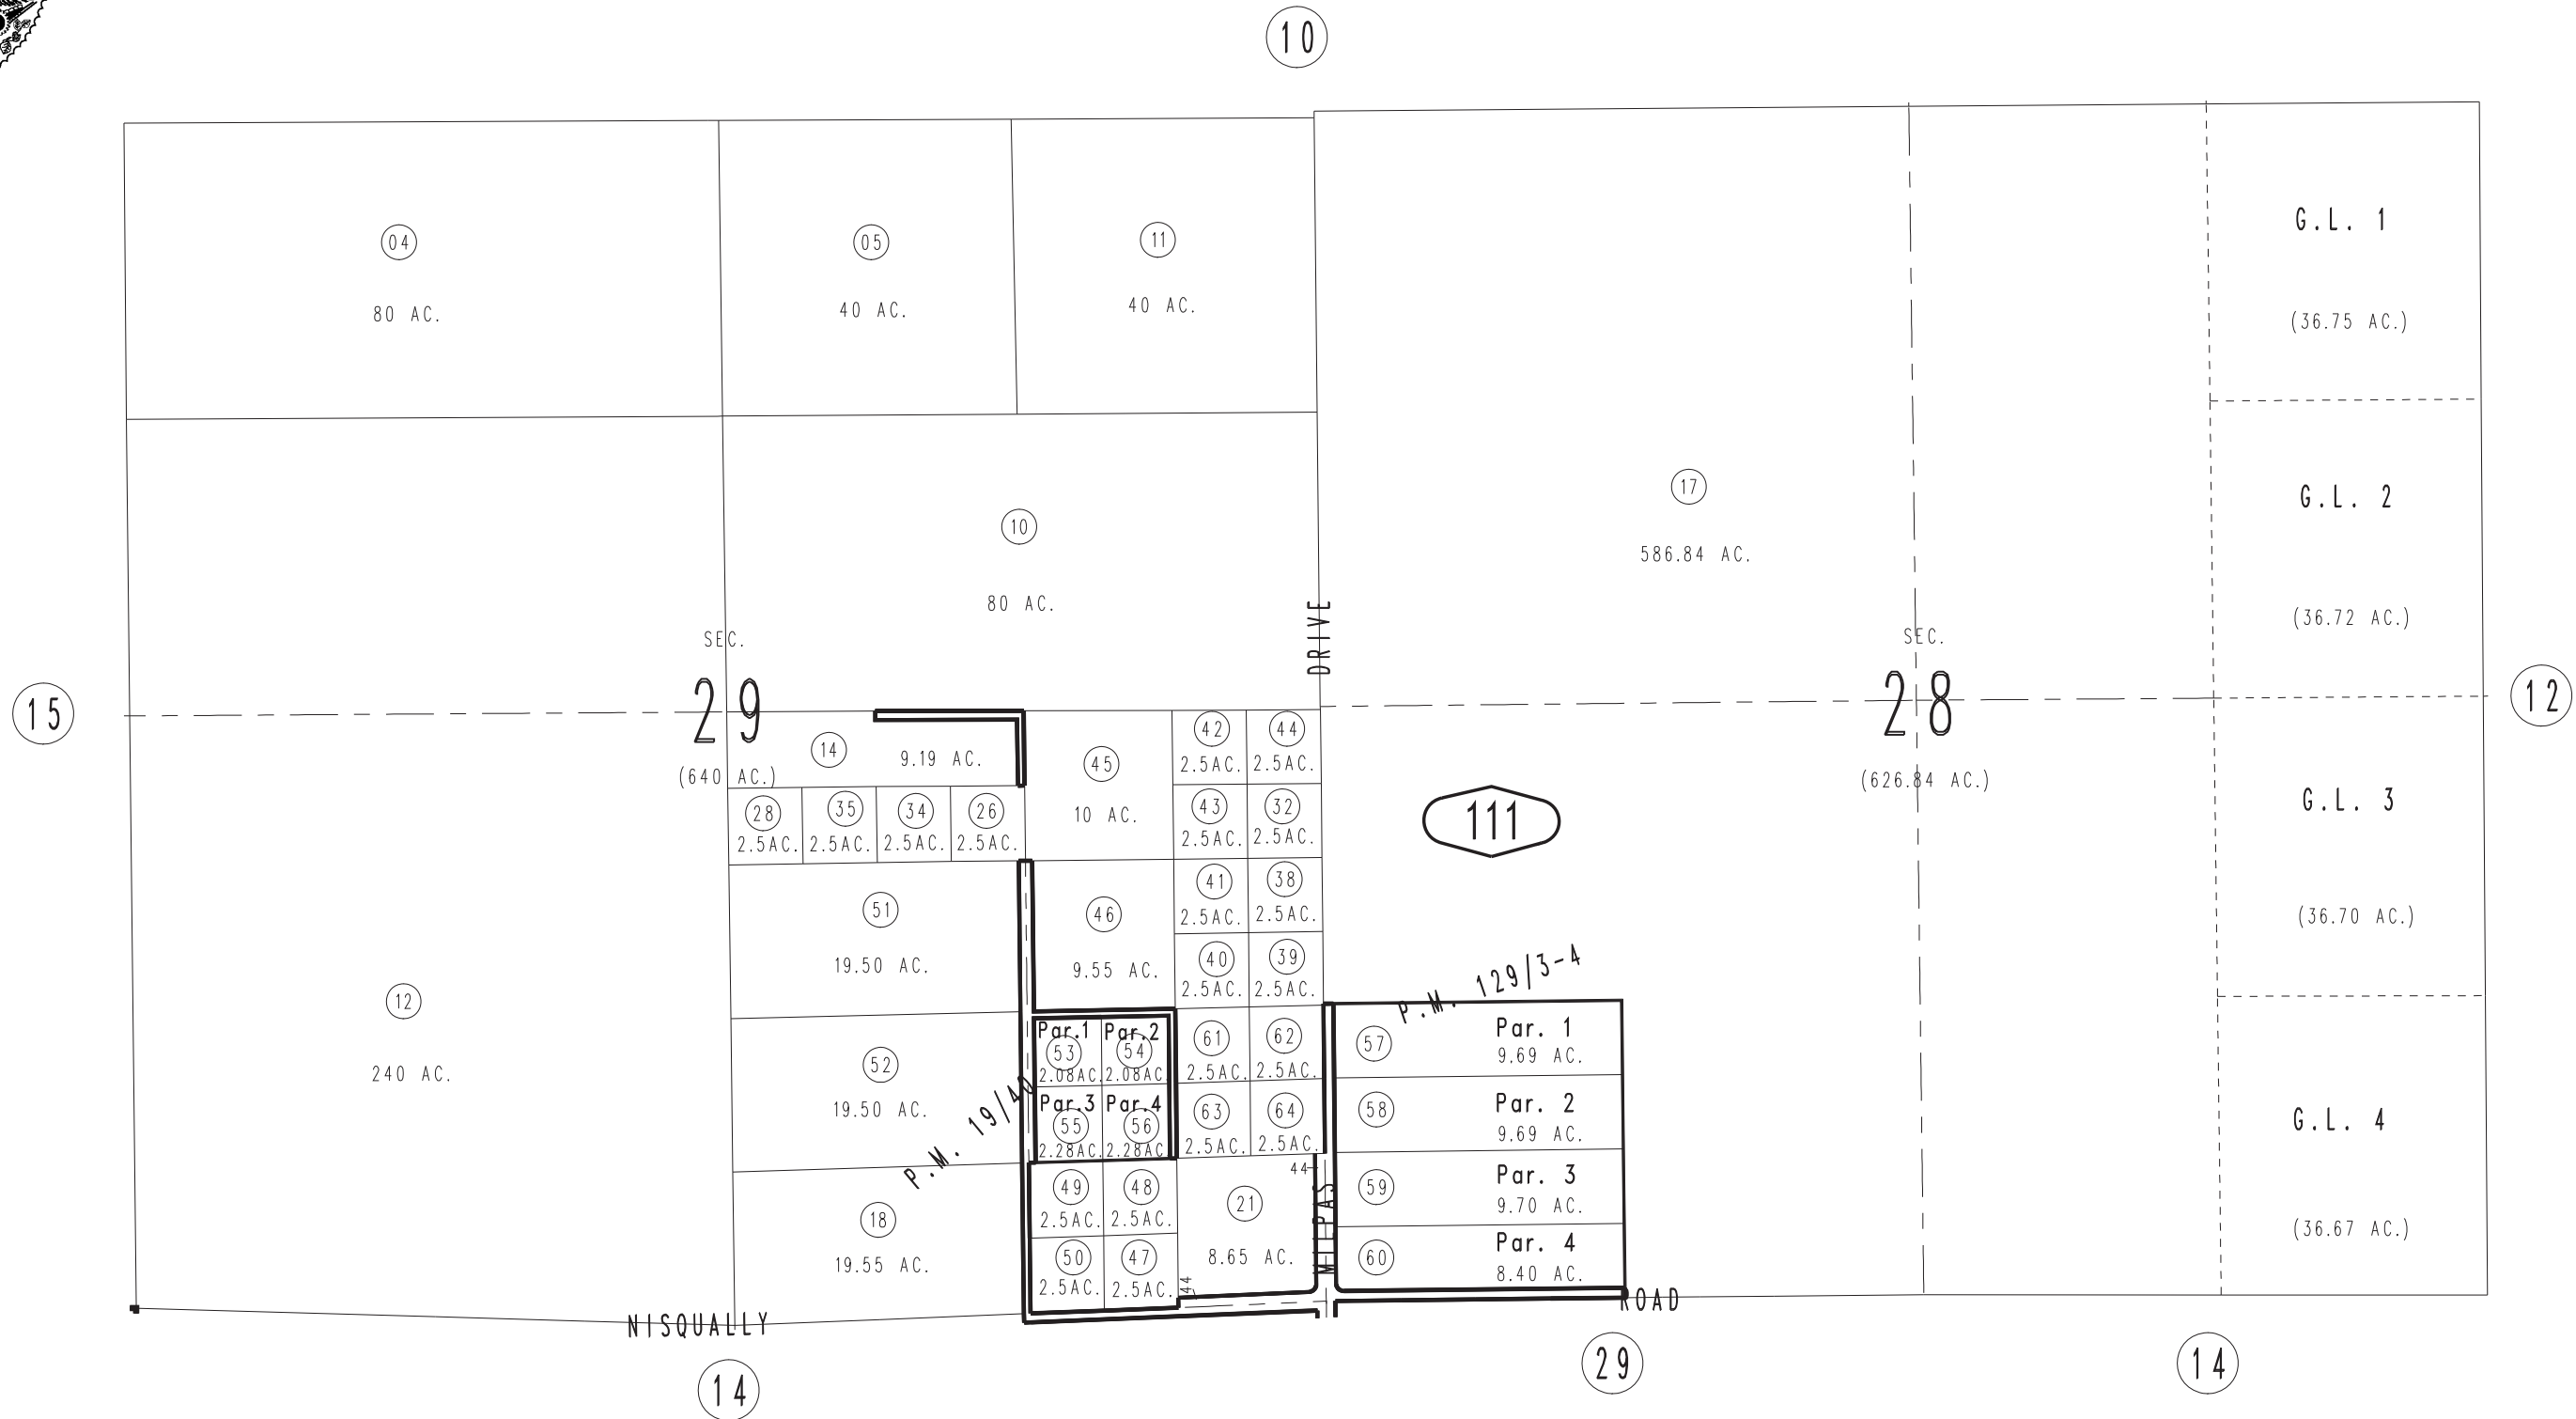 10
04
80 AC.
05
40 AC.
11
40 AC.
G.L. 1
(36.75 AC.)
17
586.84 AC.
G.L. 2
(36.72 AC.)
10
80 AC.
DRIVE
SEC.
29
(640 AC.)
SEC.
28
(626.84 AC.)
15
12
14
9.19 AC.
45
10 AC.
42
2.5AC.
44
2.5AC.
28
2.5AC.
35
2.5AC.
34
2.5AC.
26
2.5AC.
43
2.5AC.
32
2.5AC.
111
G.L. 3
(36.70 AC.)
51
19.50 AC.
46
9.55 AC.
41
2.5AC.
38
2.5AC.
40
2.5AC.
39
2.5AC.
12
240 AC.
P.M. 129/3-4
52
19.50 AC.
P.M. 19/40
Par.1
53
2.08AC.
Par.2
54
2.08AC
Par.3
55
2.28AC.
Par.4
56
2.28AC
61
2.5AC.
62
2.5AC.
63
2.5AC.
64
2.5AC.
57
Par. 1
9.69 AC.
58
Par. 2
9.69 AC.
59
Par. 3
9.70 AC.
60
Par. 4
8.40 AC.
G.L. 4
(36.67 AC.)
18
19.55 AC.
49
2.5AC.
48
2.5AC.
50
2.5AC.
47
2.5AC.
21
8.65 AC.
44
44
MILPAS
NISQUALLY
ROAD
14
29
14